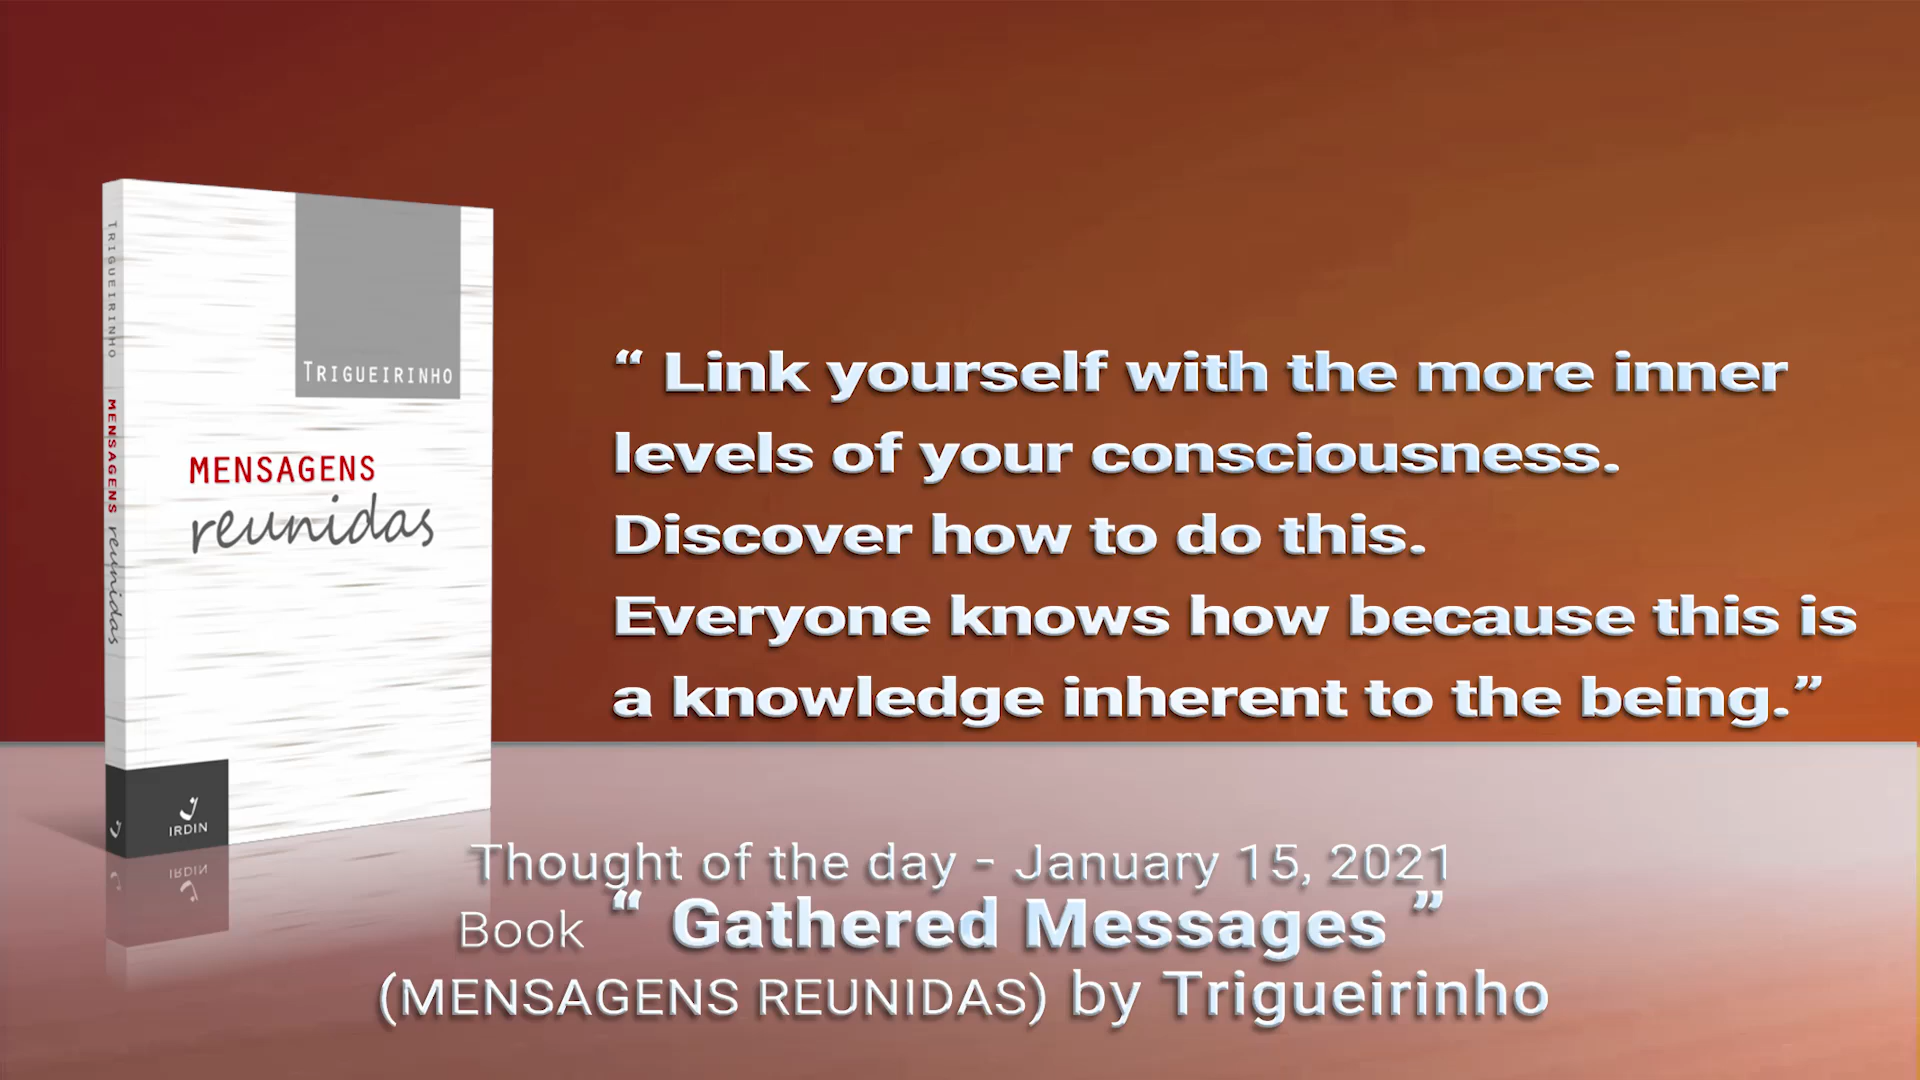 TRIGUEIRINHO
MENSAGENS reunidas
TRIGUEIRINHO
MENSAGENS
reunidas
IRDIN
IRDIN
“ Link yourself with the more inner
levels of your consciousness.
Discover how to do this.
Everyone knows how because this is
a knowledge inherent to the being.”
Thought of the day - January 15, 2021
Book “ Gathered Messages ”
(MENSAGENS REUNIDAS) by Trigueirinho